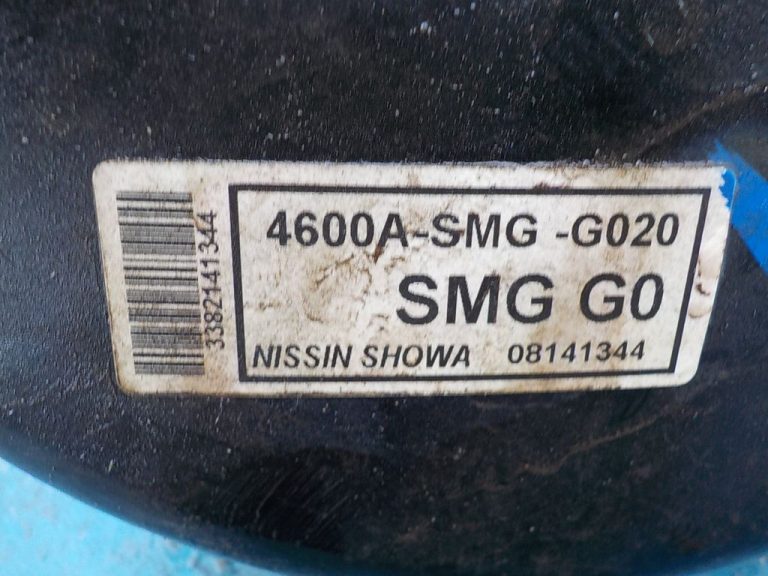 3382141344
4600A-SMG -G020
SMG G0
NISSIN SHOWA 08141344